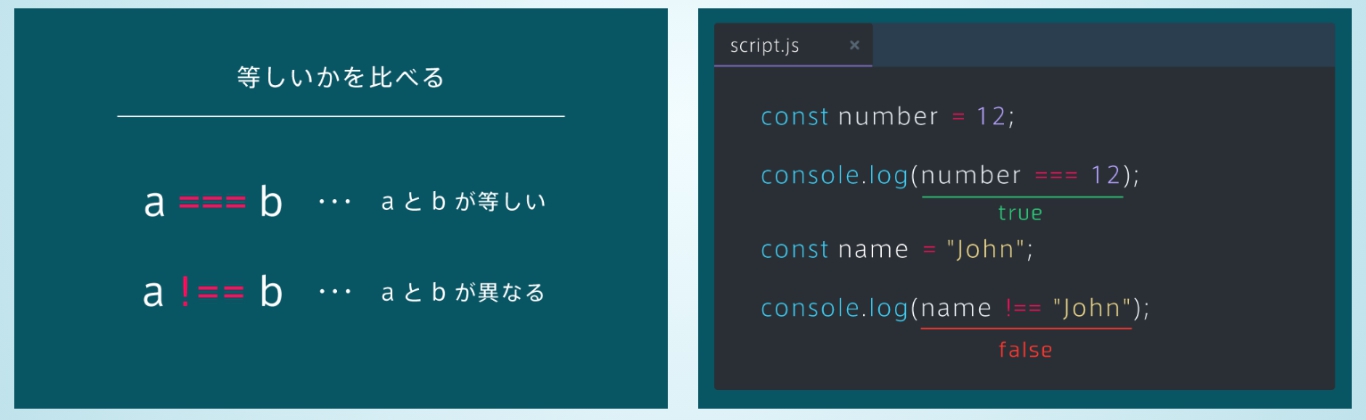 等しいかを比べる
a === b ··· a と b が等しい
a !== b ··· a と b が異なる
script.js ×
const number = 12;
console.log(number === 12);
true
const name = "John";
console.log(name !== "John");
false